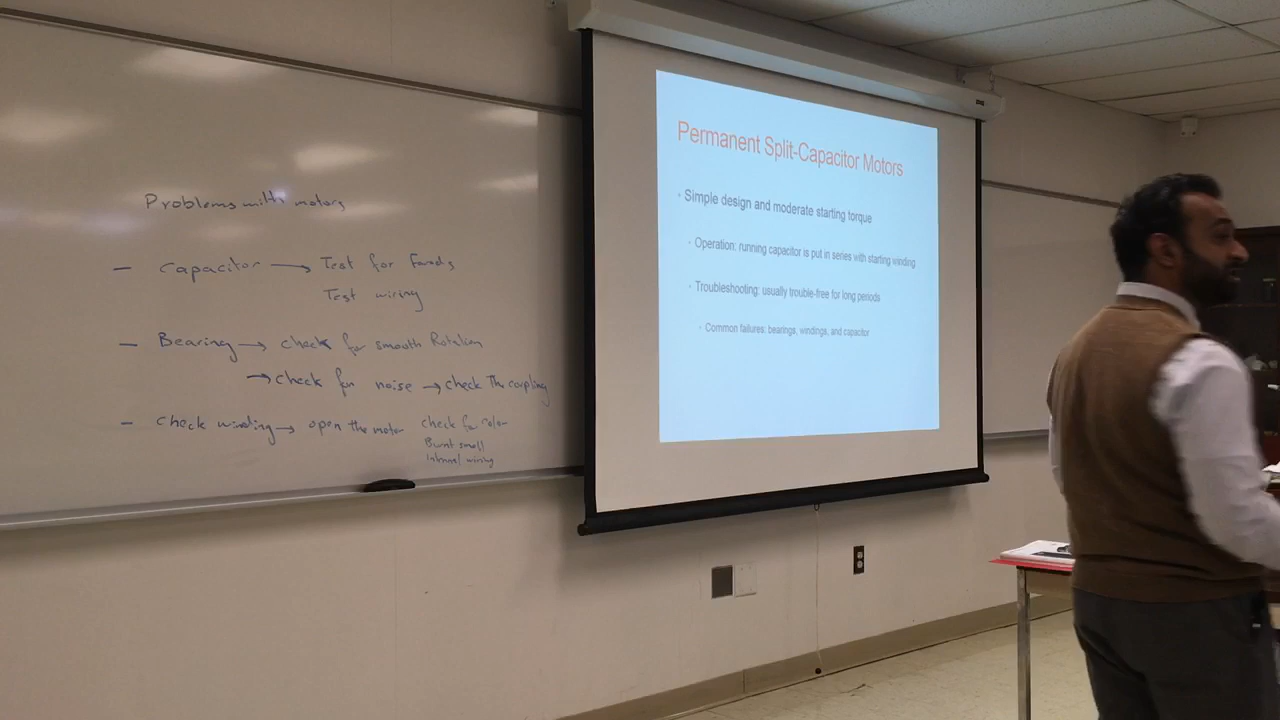 Problems with motors
- Capacitor → Test for Farads
Test wiring
- Bearing → check for smooth Rotation
→ check for noise → check The coupling
- Check winding → open the motor check for color
Burnt smell
Internal wiring
Permanent Split-Capacitor Motors
• Simple design and moderate starting torque
• Operation: running capacitor is put in series with starting winding
• Troubleshooting: usually trouble-free for long periods
• Common failures: bearings, windings, and capacitor